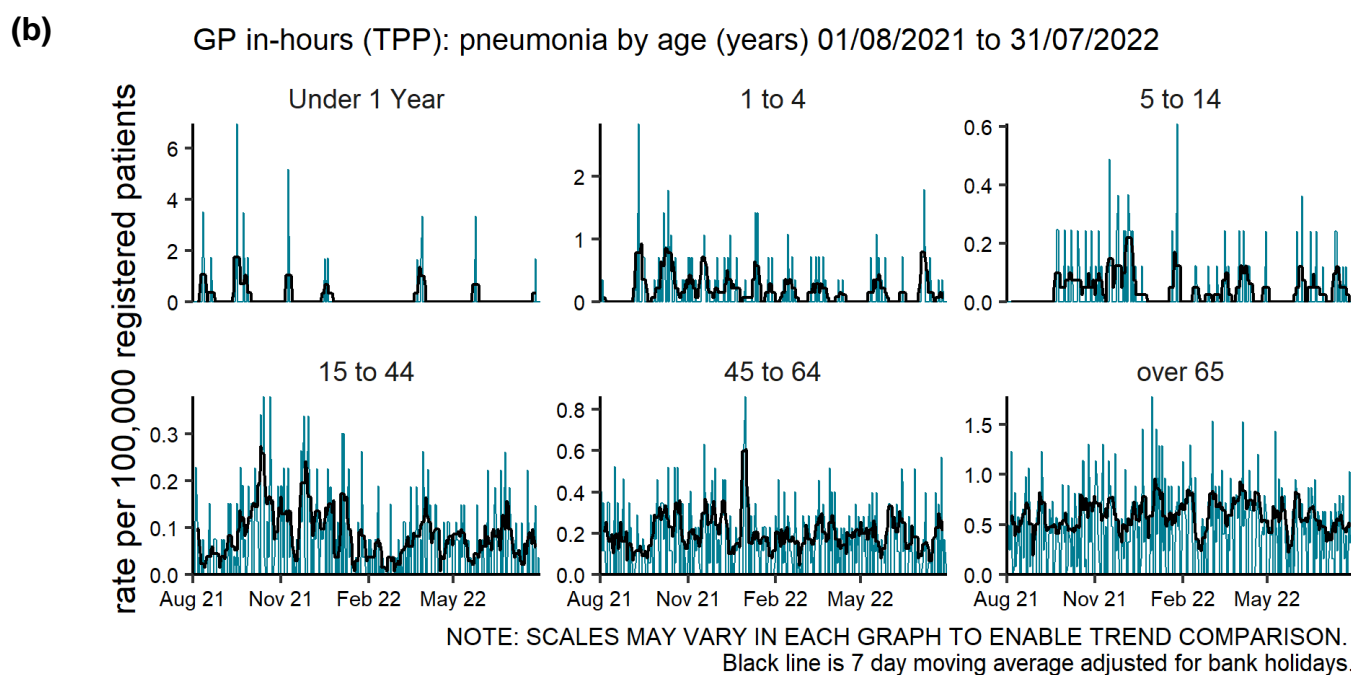 (b)
GP in-hours (TPP): pneumonia by age (years) 01/08/2021 to 31/07/2022
rate per 100,000 registered patients
Under 1 Year
6
4
2
0
1 to 4
2
1
0
5 to 14
0.6
0.4
0.2
0.0
15 to 44
0.3
0.2
0.1
0.0
Aug 21 Nov 21 Feb 22 May 22
45 to 64
0.8
0.6
0.4
0.2
0.0
Aug 21 Nov 21 Feb 22 May 22
over 65
1.5
1.0
0.5
0.0
Aug 21 Nov 21 Feb 22 May 22
NOTE: SCALES MAY VARY IN EACH GRAPH TO ENABLE TREND COMPARISON.
Black line is 7 day moving average adjusted for bank holidays.